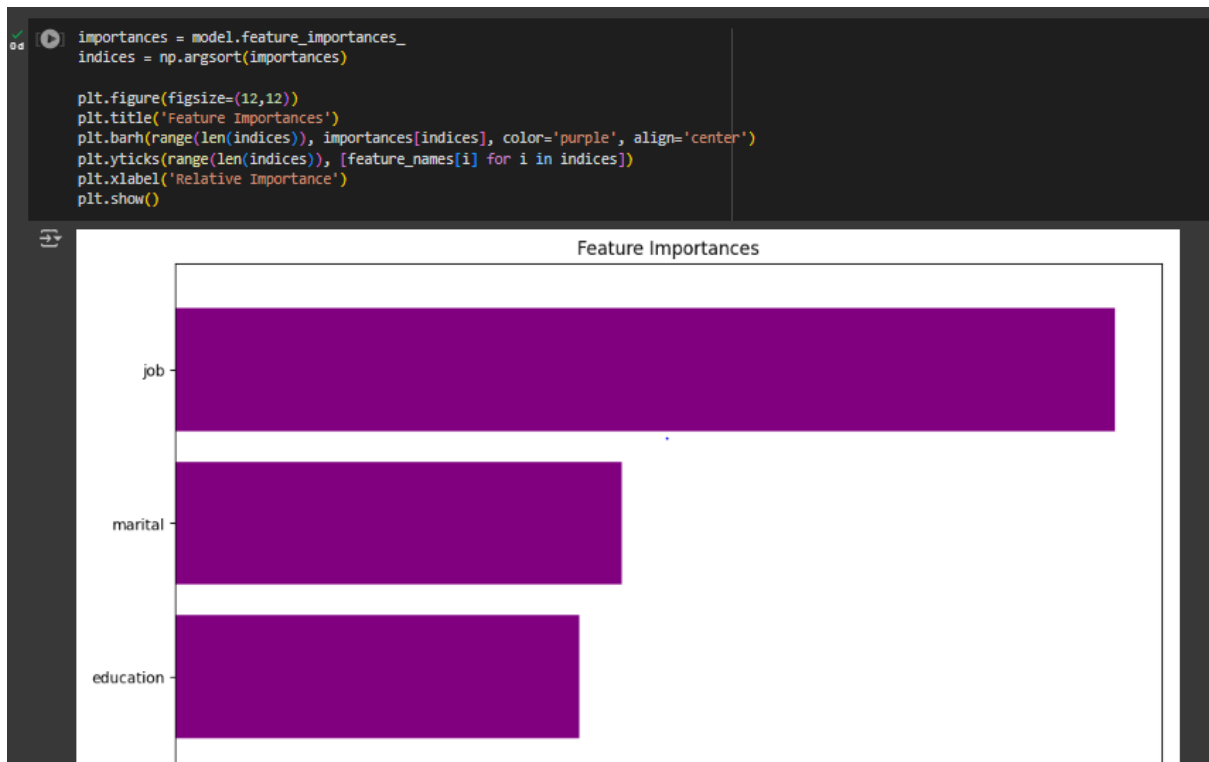 importances = model.feature_importances_
indices = np.argsort(importances)
plt.figure(figsize=(12,12))
plt.title('Feature Importances')
plt.barh(range(len(indices)), importances[indices], color='purple', align='center')
plt.yticks(range(len(indices)), [feature_names[i] for i in indices])
plt.xlabel('Relative Importance')
plt.show()
Feature Importances
job
marital
education